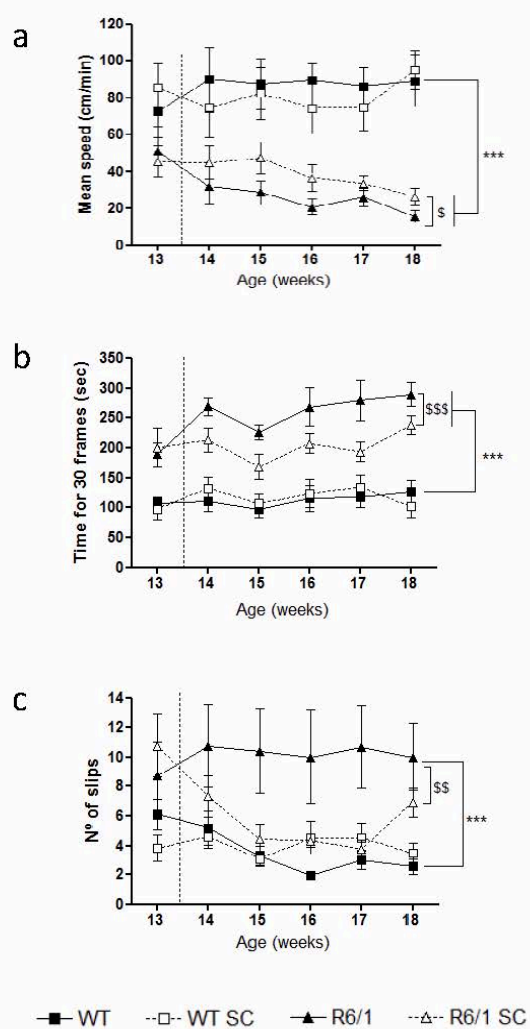 a
Mean speed (cm/min)
120
100
80
60
40
20
0
***
$
13 14 15 16 17 18
Age (weeks)
b
Time for 30 frames (sec)
350
300
250
200
150
100
50
0
$$$
***
13 14 15 16 17 18
Age (weeks)
c
Nº of slips
14
12
10
8
6
4
2
0
$$
***
13 14 15 16 17 18
Age (weeks)
WT WT SC R6/1 R6/1 SC